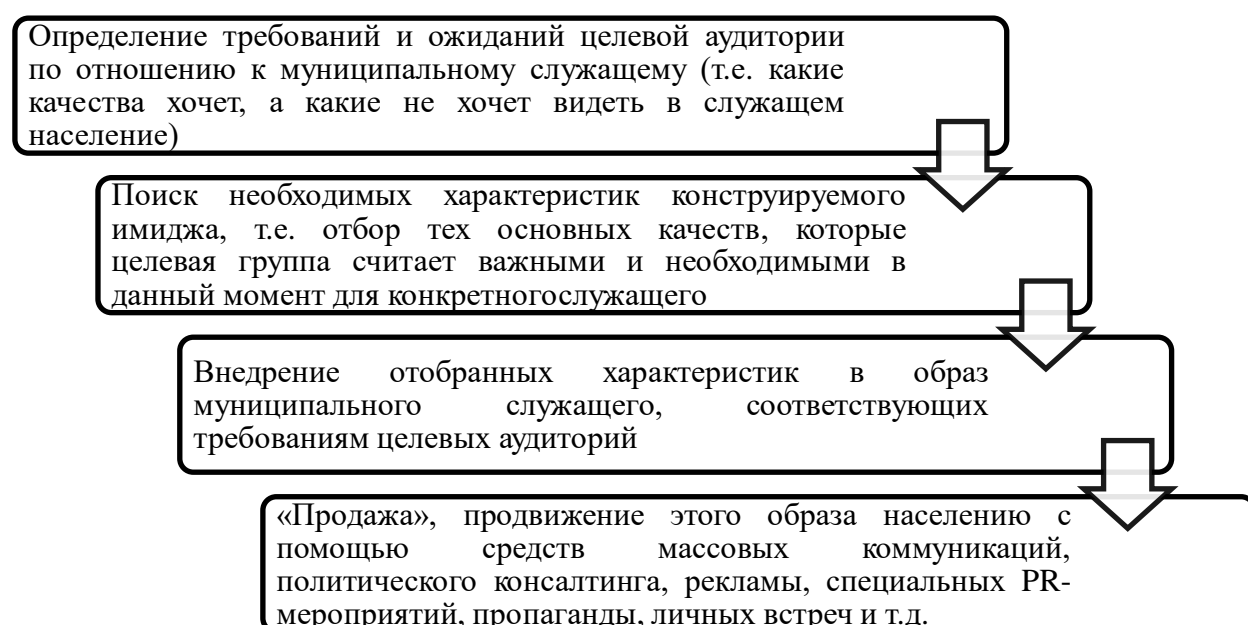 Определение требований и ожиданий целевой аудитории
по отношению к муниципальному служащему (т.е. какие
качества хочет, а какие не хочет видеть в служащем
население)
Поиск необходимых характеристик конструируемого
имиджа, т.е. отбор тех основных качеств, которые
целевая группа считает важными и необходимыми в
данный момент для конкретногослужащего
Внедрение отобранных характеристик в образ
муниципального служащего, соответствующих
требованиям целевых аудиторий
«Продажа», продвижение этого образа населению с
помощью средств массовых коммуникаций,
политического консалтинга, рекламы, специальных PR-
мероприятий, пропаганды, личных встреч и т.д.